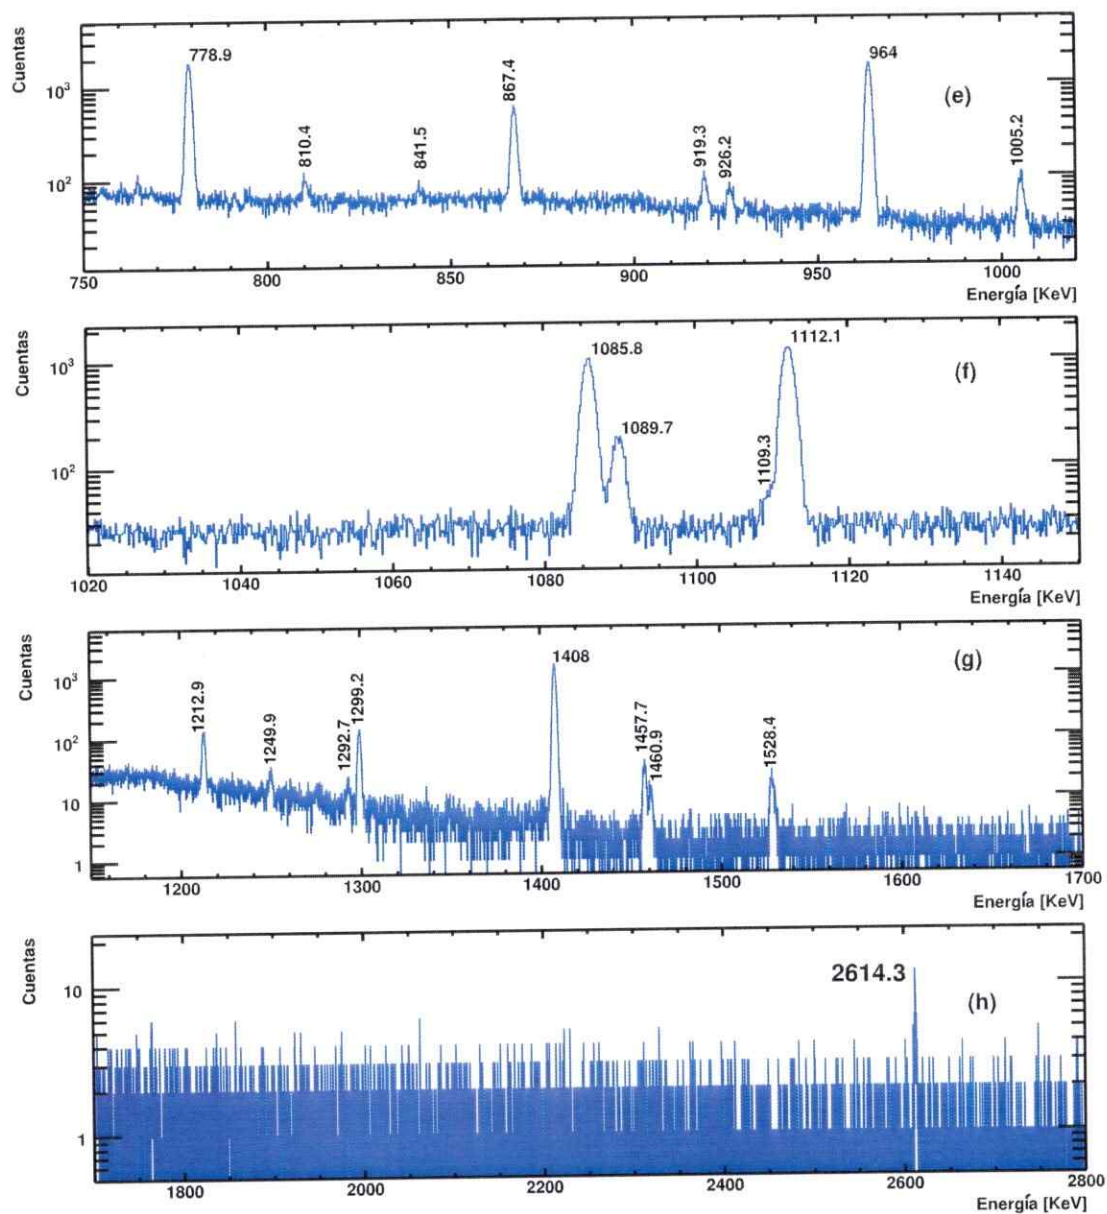 Cuentas
10³
10²
778.9
810.4
841.5
867.4
919.3
926.2
964
1005.2
(e)
750 800 850 900 950 1000
Energía [KeV]
Cuentas
10³
10²
1085.8
1089.7
1109.3
1112.1
(f)
1020 1040 1060 1080 1100 1120 1140
Energía [KeV]
Cuentas
10³
10²
10
1
1212.9
1249.9
1292.7
1299.2
1408
1457.7
1460.9
1528.4
(g)
1200 1300 1400 1500 1600 1700
Energía [KeV]
Cuentas
10
1
2614.3
(h)
1800 2000 2200 2400 2600 2800
Energía [KeV]